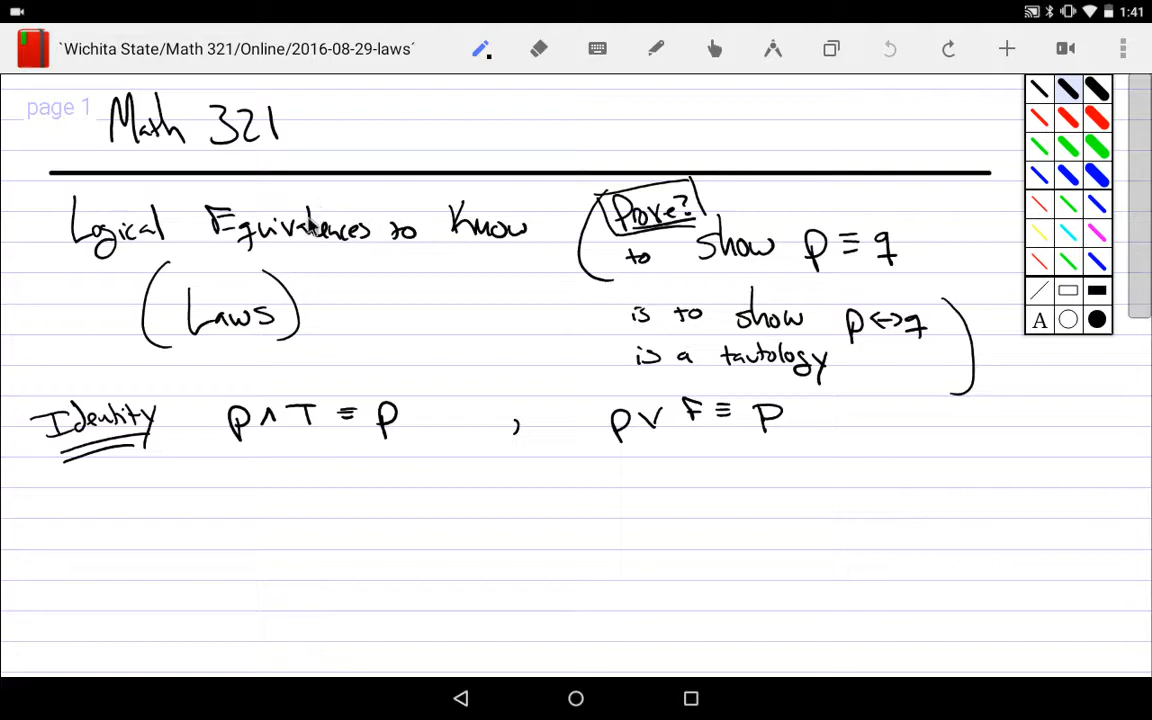 1:41
`Wichita State/Math 321/Online/2016-08-29-laws´
page 1
Math 321
Logical Equivalences to Know
(Laws)
(Prove?
to show p ≡ q
is to show p ↔ q
is a tautology)
Identity p ∧ T ≡ p , p ∨ F ≡ p
A